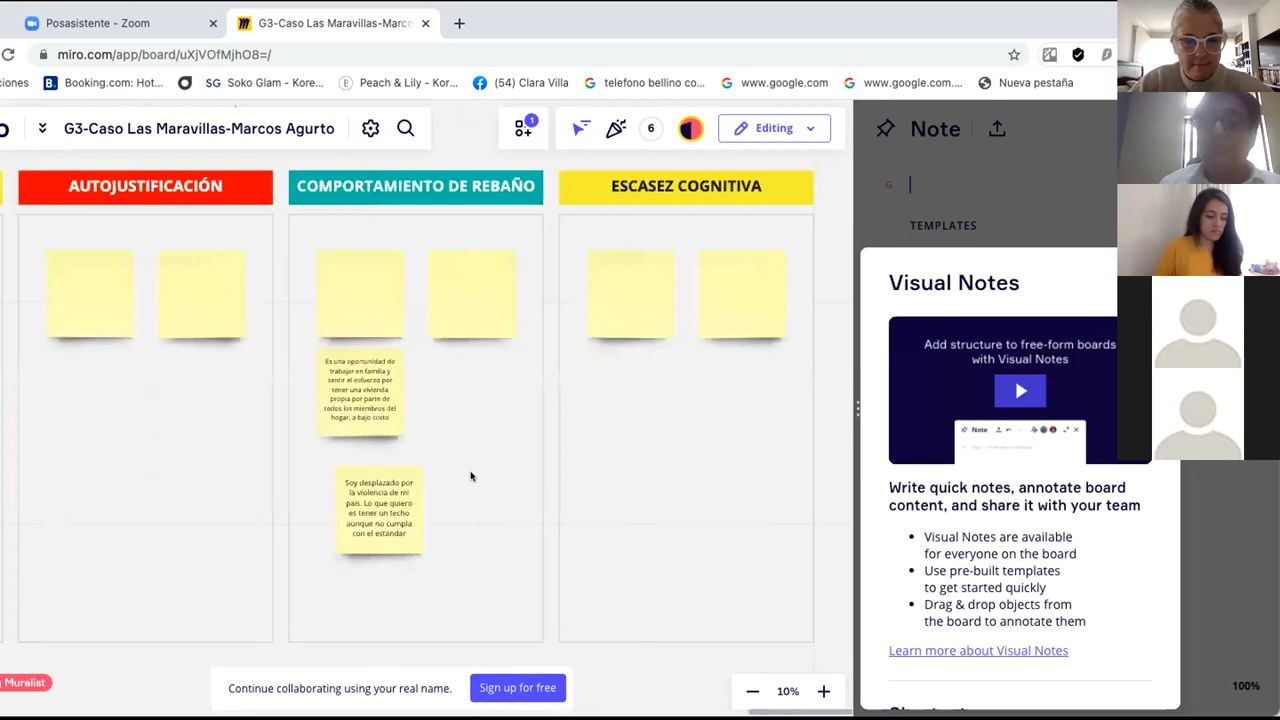 Posasistente - Zoom
G3-Caso Las Maravillas-Marco
miro.com/app/board/uXjVOfMjhO8=/
ciones
Booking.com: Hot...
SG Soko Glam - Kore...
Peach & Lily - Kor...
(54) Clara Villa
telefono bellino co...
www.google.com
www.google.com....
Nueva pestaña
G3-Caso Las Maravillas-Marcos Agurto
1
6
Editing
Note
G
TEMPLATES
AUTOJUSTIFICACIÓN
COMPORTAMIENTO DE REBAÑO
ESCASEZ COGNITIVA
Es una oportunidad de
trabajar en familia y
sentir el esfuerzo por
tener una vivienda
propia por parte de
todos los miembros del
hogar, a bajo costo
Soy desplazado por
la violencia de mi
pais. Lo que quiero
es tener un techo
aunque no cumpla
con el estandar
Visual Notes
Add structure to free-form boards
with Visual Notes
Note
Write quick notes, annotate board
content, and share it with your team
Visual Notes are available
for everyone on the board
Use pre-built templates
to get started quickly
Drag & drop objects from
the board to annotate them
Learn more about Visual Notes
Muralist
Continue collaborating using your real name.
Sign up for free
10%
100%